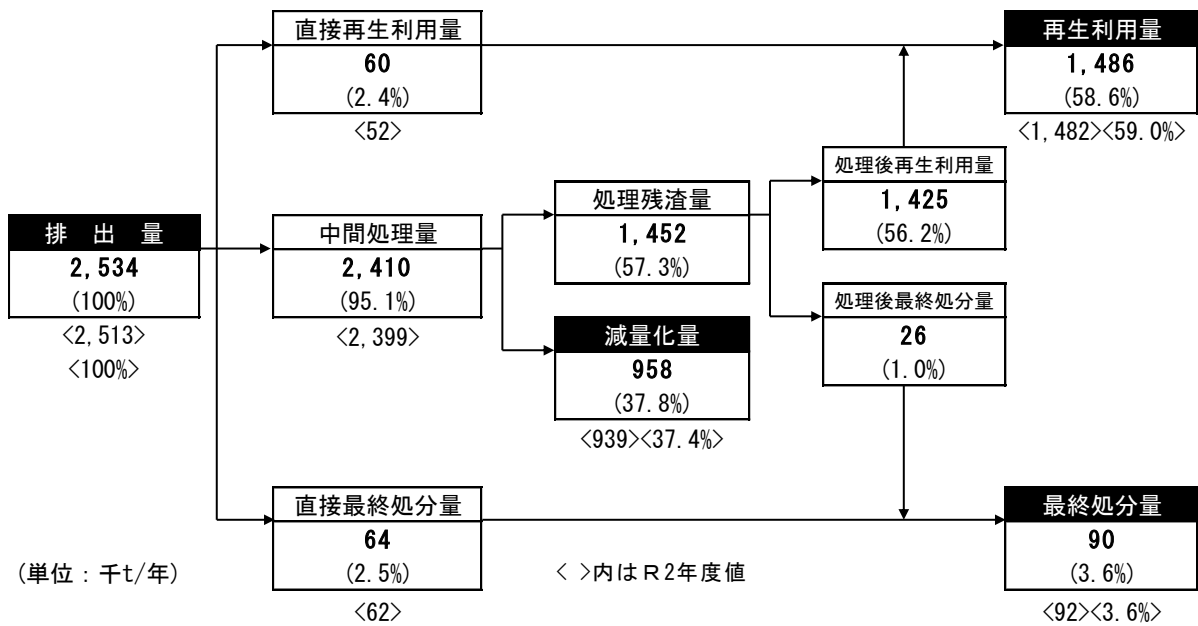 直接再生利用量
60
(2.4%)
<52>
再生利用量
1,486
(58.6%)
<1,482><59.0%>
排 出 量
2,534
(100%)
<2,513>
<100%>
中間処理量
2,410
(95.1%)
<2,399>
処理残渣量
1,452
(57.3%)
処理後再生利用量
1,425
(56.2%)
減量化量
958
(37.8%)
<939><37.4%>
処理後最終処分量
26
(1.0%)
直接最終処分量
64
(2.5%)
<62>
最終処分量
90
(3.6%)
<92><3.6%>
(単位：千t/年)
< >内はR2年度値